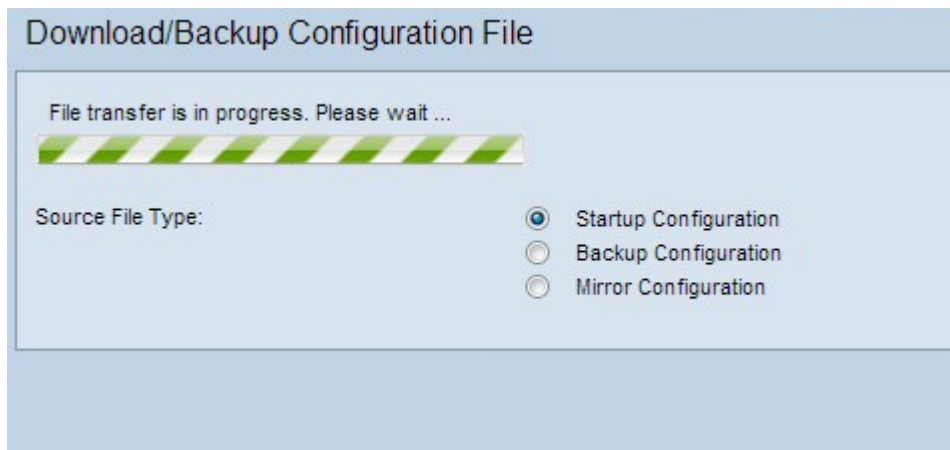 Download/Backup Configuration File
File transfer is in progress. Please wait ...
Source File Type:
Startup Configuration
Backup Configuration
Mirror Configuration